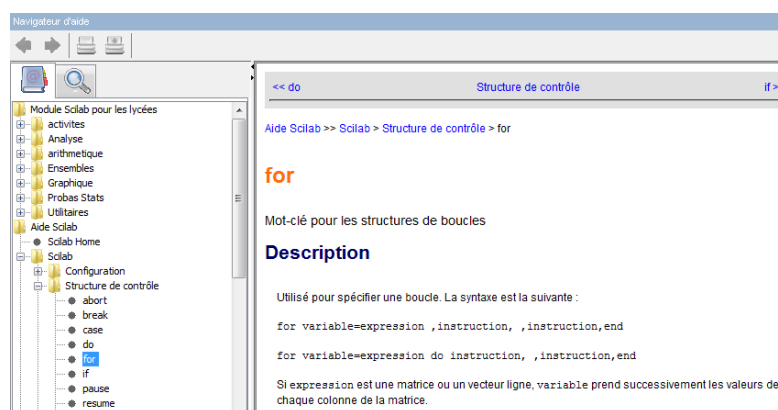 Navigateur d'aide
Module Scilab pour les lycées
activites
Analyse
arithmetique
Ensembles
Graphique
Probas Stats
Utilitaires
Aide Scilab
Scilab Home
Scilab
Configuration
Structure de contrôle
abort
break
case
do
for
if
pause
resume
<< do
Structure de contrôle
if >
Aide Scilab >> Scilab > Structure de contrôle > for
for
Mot-clé pour les structures de boucles
Description
Utilisé pour spécifier une boucle. La syntaxe est la suivante :
for variable=expression ,instruction, ,instruction,end
for variable=expression do instruction, ,instruction,end
Si expression est une matrice ou un vecteur ligne, variable prend successivement les valeurs de
chaque colonne de la matrice.